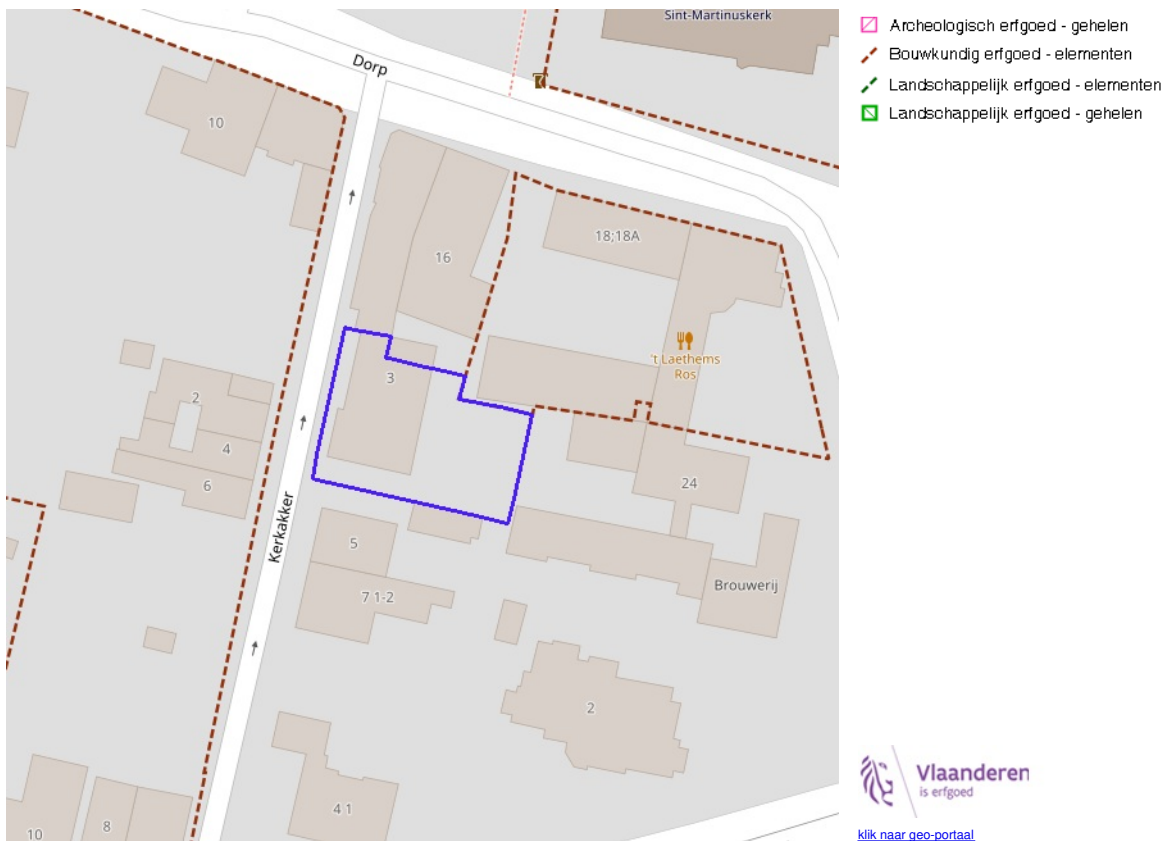 Sint-Martinuskerk
Dorp
10
16
18;18A
't Laethems
Ros
3
2
4
6
24
Kerkakker
5
7 1-2
Brouwerij
2
4 1
8
10
Archeologisch erfgoed - gehelen
Bouwkundig erfgoed - elementen
Landschappelijk erfgoed - elementen
Landschappelijk erfgoed - gehelen
Vlaanderen
is erfgoed
klik naar geo-portaal